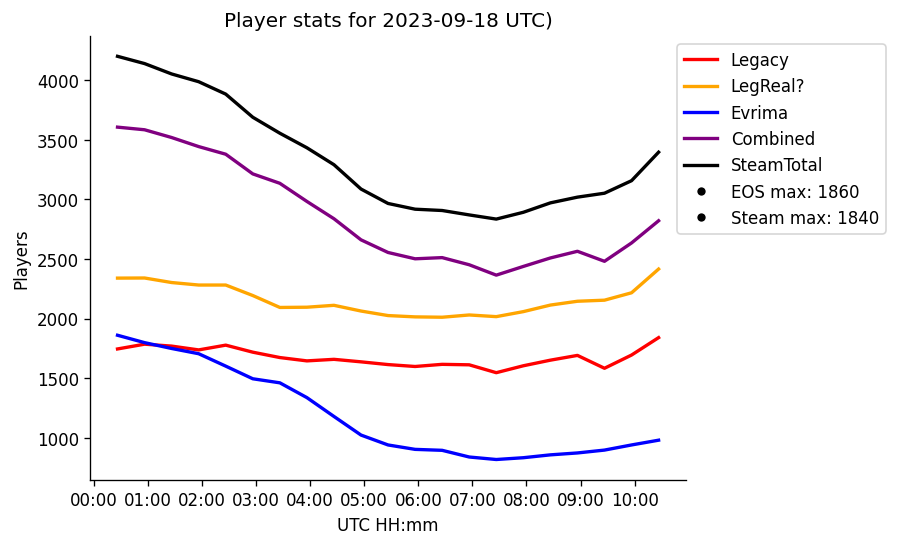 Player stats for 2023-09-18 UTC)
Legacy
LegReal?
Evrima
Combined
SteamTotal
EOS max: 1860
Steam max: 1840
Players
4000
3500
3000
2500
2000
1500
1000
00:00 01:00 02:00 03:00 04:00 05:00 06:00 07:00 08:00 09:00 10:00
UTC HH:mm